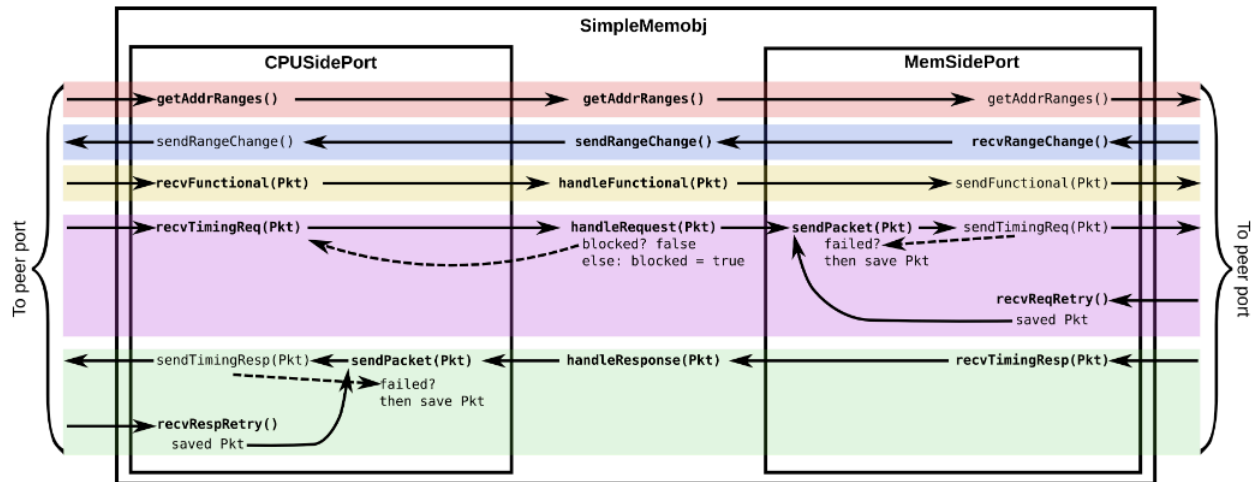 SimpleMemobj
CPUSidePort
MemSidePort
getAddrRanges() getAddrRanges() getAddrRanges()
sendRangeChange() sendRangeChange() recvRangeChange()
recvFunctional(Pkt) handleFunctional(Pkt) sendFunctional(Pkt)
recvTimingReq(Pkt) handleRequest(Pkt) sendPacket(Pkt) sendTimingReq(Pkt)
blocked? false failed?
else: blocked = true then save Pkt
recvReqRetry()
saved Pkt
sendTimingResp(Pkt) sendPacket(Pkt) handleResponse(Pkt) recvTimingResp(Pkt)
failed?
then save Pkt
recvRespRetry()
saved Pkt
To peer port
To peer port